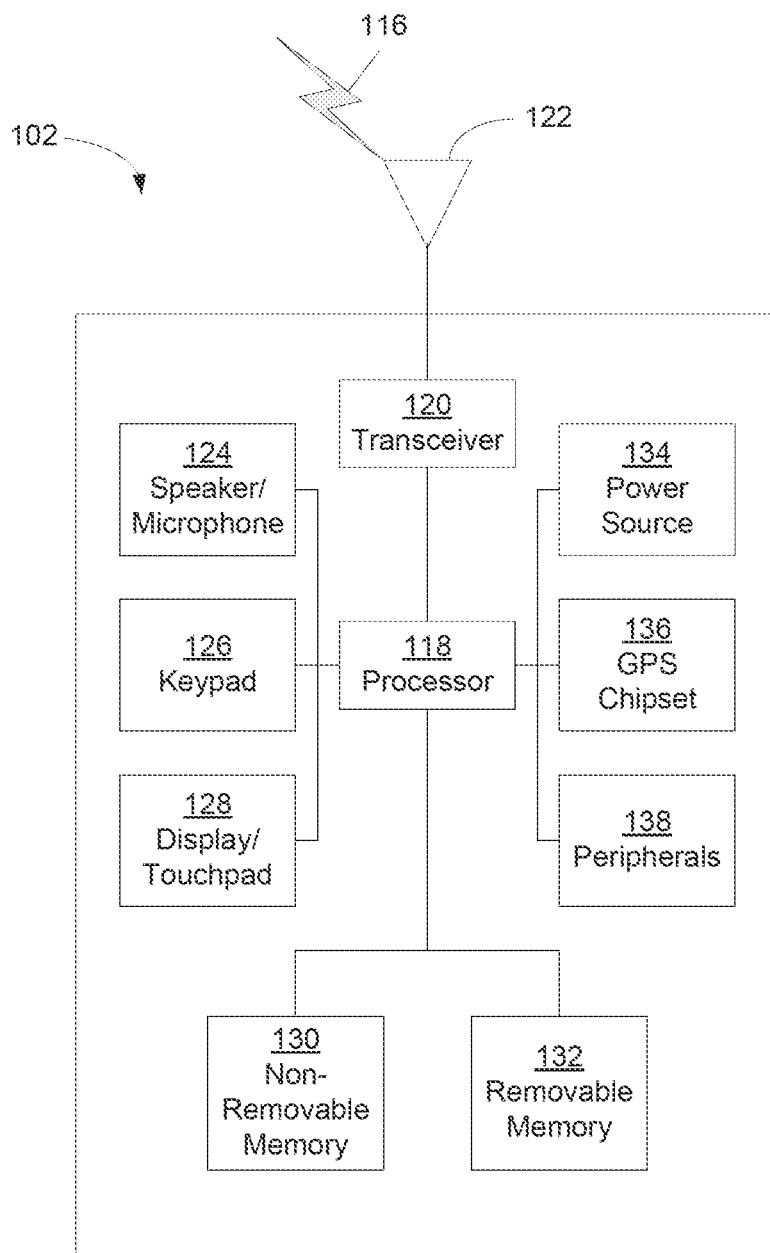 116
122
102
120
Transceiver
124
Speaker/
Microphone
134
Power
Source
126
Keypad
118
Processor
136
GPS
Chipset
128
Display/
Touchpad
138
Peripherals
130
Non-
Removable
Memory
132
Removable
Memory